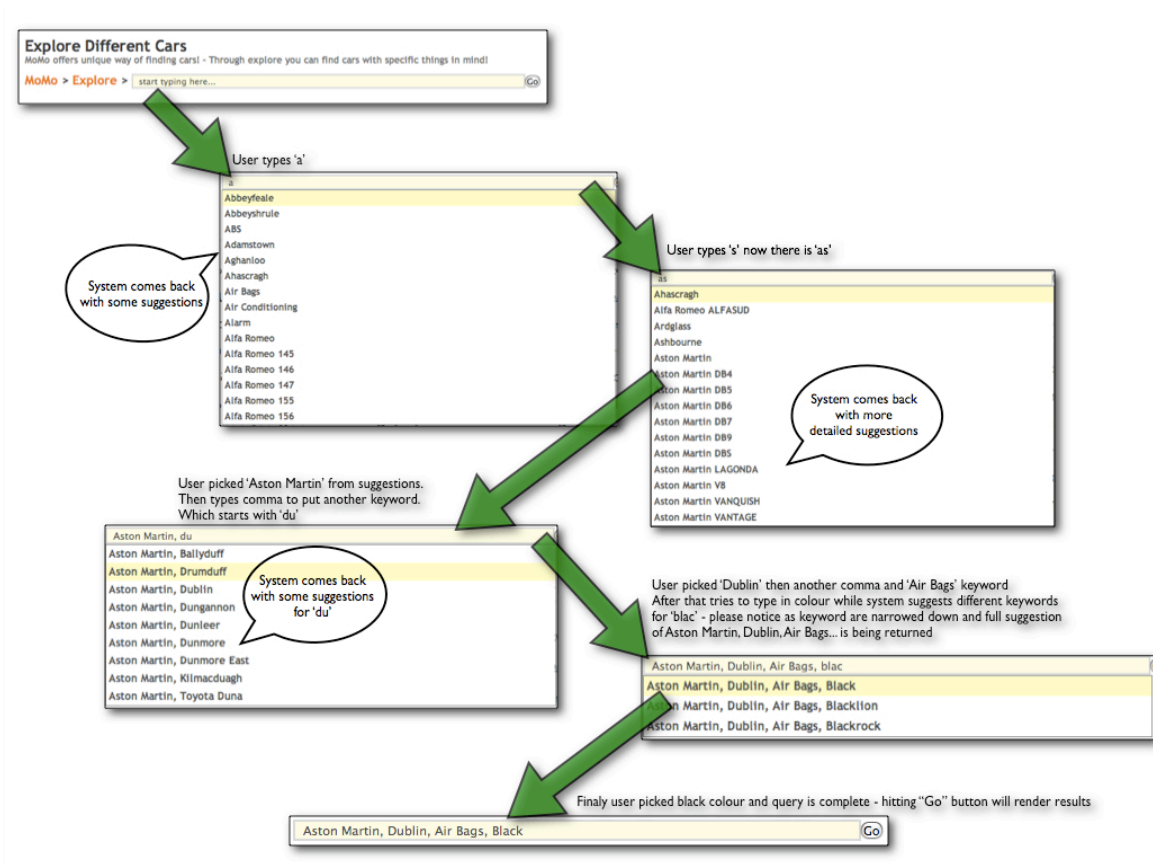 Explore Different Cars
MoMo offers unique way of finding cars! - Through explore you can find cars with specific things in mind!
MoMo > Explore > start typing here... Go
User types 'a'
a
Abbeyfeale
Abbeyshrule
ABS
Adamstown
Aghanloo
Ahascragh
Air Bags
Air Conditioning
Alarm
Alfa Romeo
Alfa Romeo 145
Alfa Romeo 146
Alfa Romeo 147
Alfa Romeo 155
Alfa Romeo 156
System comes back
with some suggestions
User types 's' now there is 'as'
as
Ahascragh
Alfa Romeo ALFASUD
Ardglass
Ashbourne
Aston Martin
Aston Martin DB4
Aston Martin DB5
Aston Martin DB6
Aston Martin DB7
Aston Martin DB9
Aston Martin DBS
Aston Martin LAGONDA
Aston Martin V8
Aston Martin VANQUISH
Aston Martin VANTAGE
System comes back
with more
detailed suggestions
User picked 'Aston Martin' from suggestions.
Then types comma to put another keyword.
Which starts with 'du'
Aston Martin, du
Aston Martin, Ballyduff
Aston Martin, Drumduff
Aston Martin, Dublin
Aston Martin, Dungannon
Aston Martin, Dunleer
Aston Martin, Dunmore
Aston Martin, Dunmore East
Aston Martin, Kilmacduagh
Aston Martin, Toyota Duna
System comes back
with some suggestions
for 'du'
User picked 'Dublin' then another comma and 'Air Bags' keyword
After that tries to type in colour while system suggests different keywords
for 'blac' - please notice as keyword are narrowed down and full suggestion
of Aston Martin, Dublin, Air Bags... is being returned
Aston Martin, Dublin, Air Bags, blac
Aston Martin, Dublin, Air Bags, Black
Aston Martin, Dublin, Air Bags, Blacklion
Aston Martin, Dublin, Air Bags, Blackrock
Finaly user picked black colour and query is complete - hitting "Go" button will render results
Aston Martin, Dublin, Air Bags, Black Go